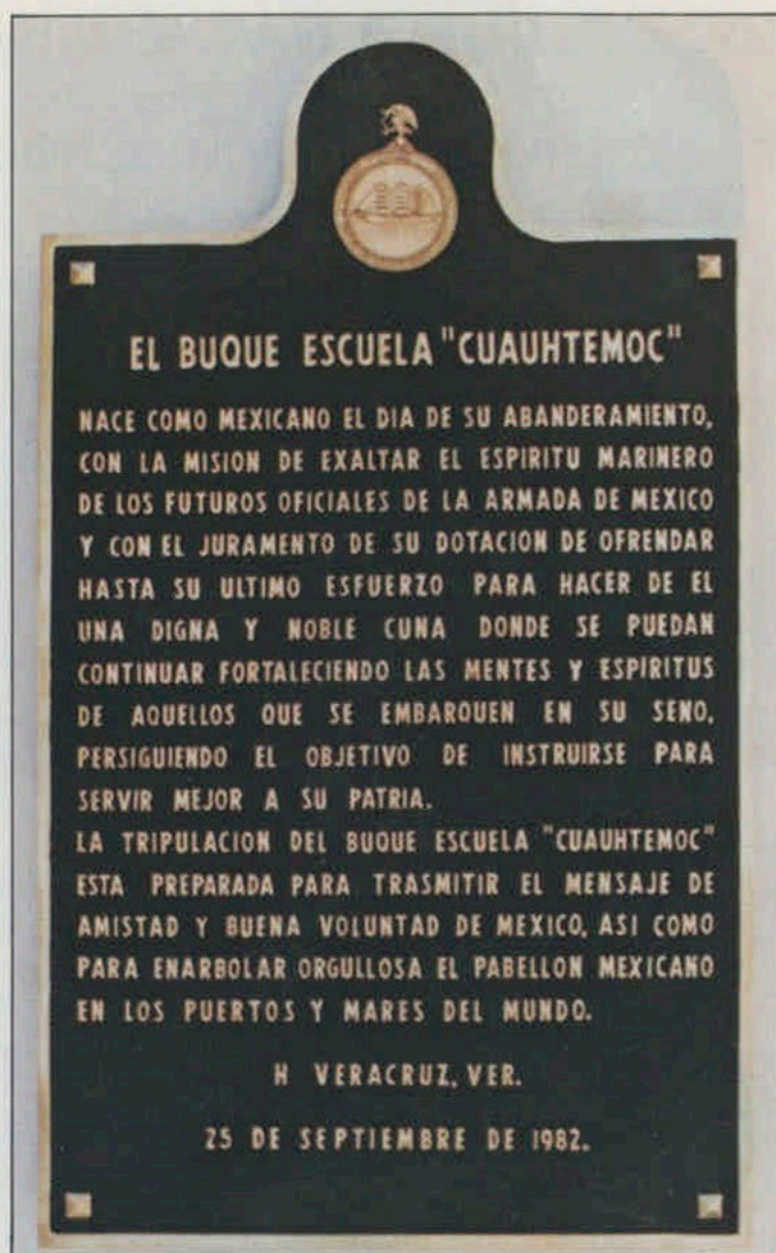 EL BUQUE ESCUELA "CUAUHTEMOC"
NACE COMO MEXICANO EL DIA DE SU ABANDERAMIENTO,
CON LA MISION DE EXALTAR EL ESPIRITU MARINERO
DE LOS FUTUROS OFICIALES DE LA ARMADA DE MEXICO
Y CON EL JURAMENTO DE SU DOTACION DE OFRENDAR
HASTA SU ULTIMO ESFUERZO PARA HACER DE EL
UNA DIGNA Y NOBLE CUNA DONDE SE PUEDAN
CONTINUAR FORTALECIENDO LAS MENTES Y ESPIRITUS
DE AQUELLOS QUE SE EMBARQUEN EN SU SENO,
PERSIGUIENDO EL OBJETIVO DE INSTRUIRSE PARA
SERVIR MEJOR A SU PATRIA.
LA TRIPULACION DEL BUQUE ESCUELA "CUAUHTEMOC"
ESTA PREPARADA PARA TRASMITIR EL MENSAJE DE
AMISTAD Y BUENA VOLUNTAD DE MEXICO, ASI COMO
PARA ENARBOLAR ORGULLOSA EL PABELLON MEXICANO
EN LOS PUERTOS Y MARES DEL MUNDO.
H VERACRUZ, VER.
25 DE SEPTIEMBRE DE 1982.